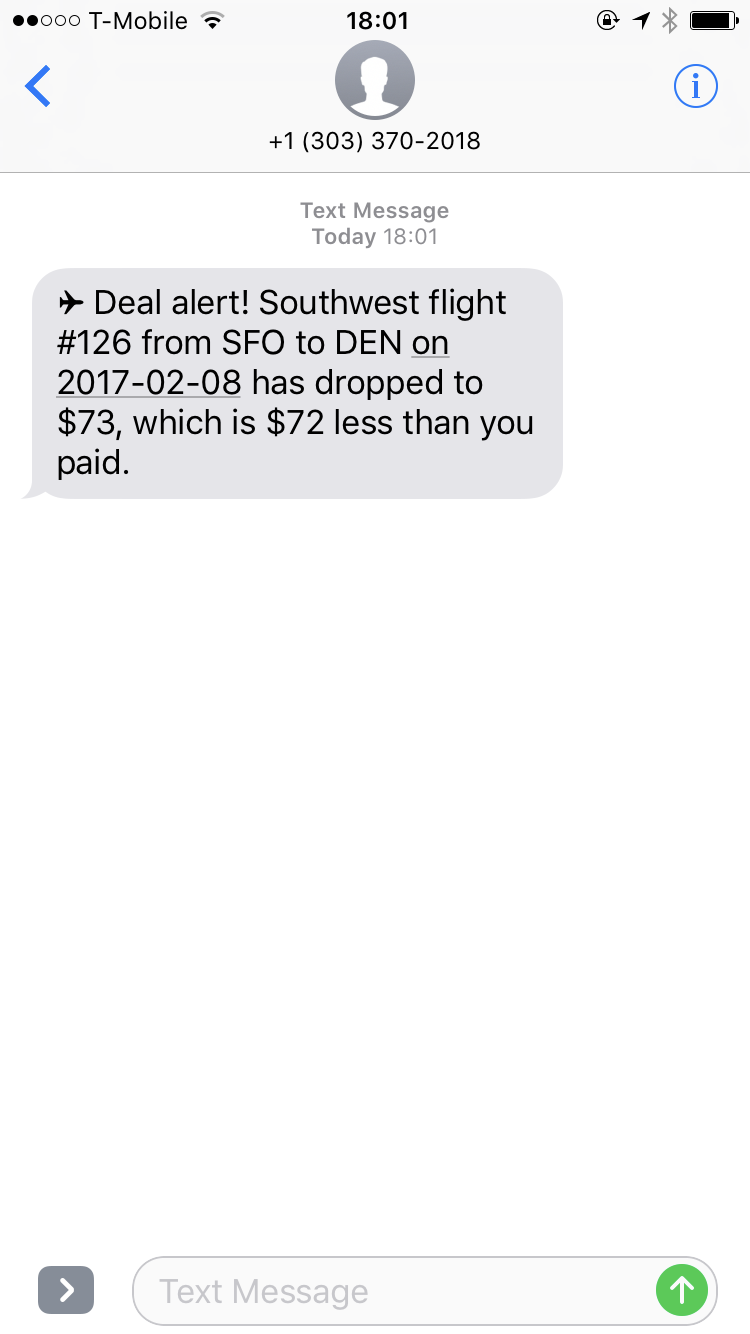 T-Mobile 18:01
+1 (303) 370-2018
Text Message
Today 18:01
✈ Deal alert! Southwest flight
#126 from SFO to DEN on
2017-02-08 has dropped to
$73, which is $72 less than you
paid.
Text Message